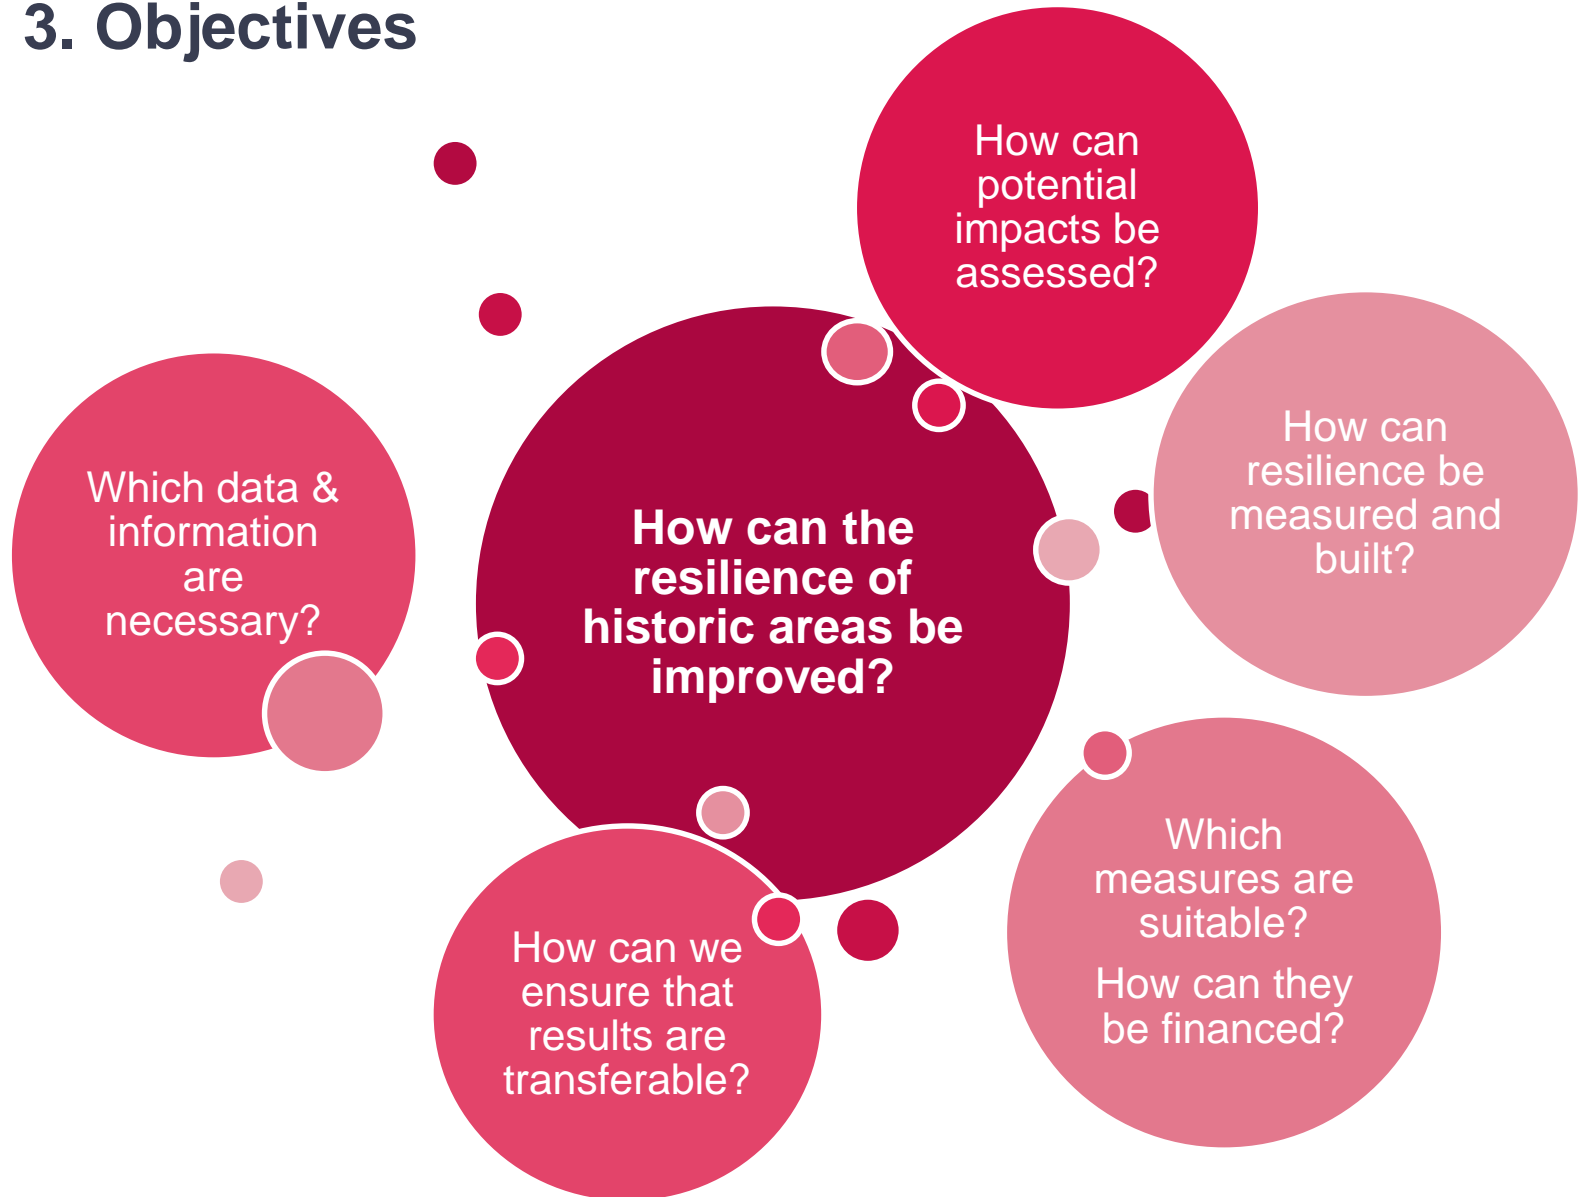 3. Objectives
How can
potential
impacts be
assessed?
How can
resilience be
measured and
built?
Which data &
information
are
necessary?
How can the
resilience of
historic areas be
improved?
Which
measures are
suitable?
How can they
be financed?
How can we
ensure that
results are
transferable?